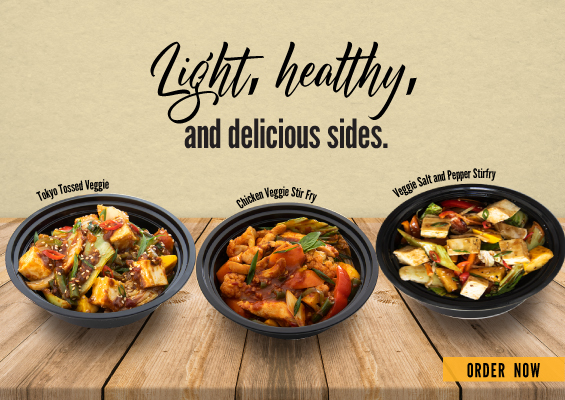 Light, healthy,
and delicious sides.
Tokyo Tossed Veggie
Chicken Veggie Stir Fry
Veggie Salt and Pepper Stirfry
ORDER NOW